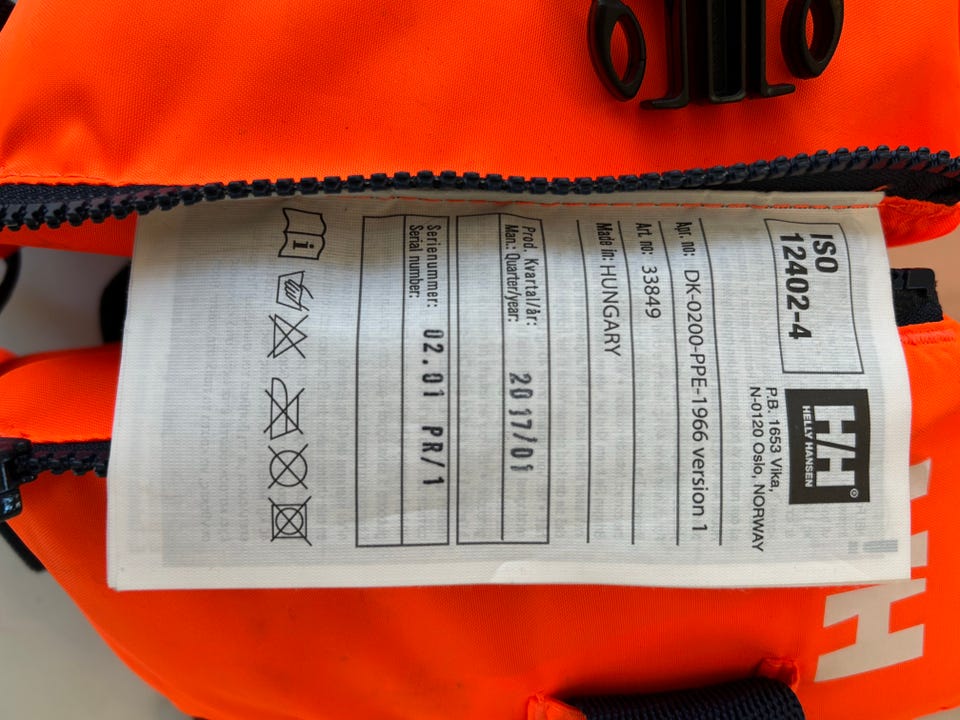 ISO
12402-4
H/H
HELLY HANSEN
®
P.B. 1653 Vika,
N-0120 Oslo, NORWAY
Apr. no: DK-0200-PPE-1966 version 1
Art. no: 33849
Made in: HUNGARY
Prod. Kvartal/år:
Man.: Quarter/year: 2017/01
Serienummer:
Serial number: 02.01 PR/1
i
H/H